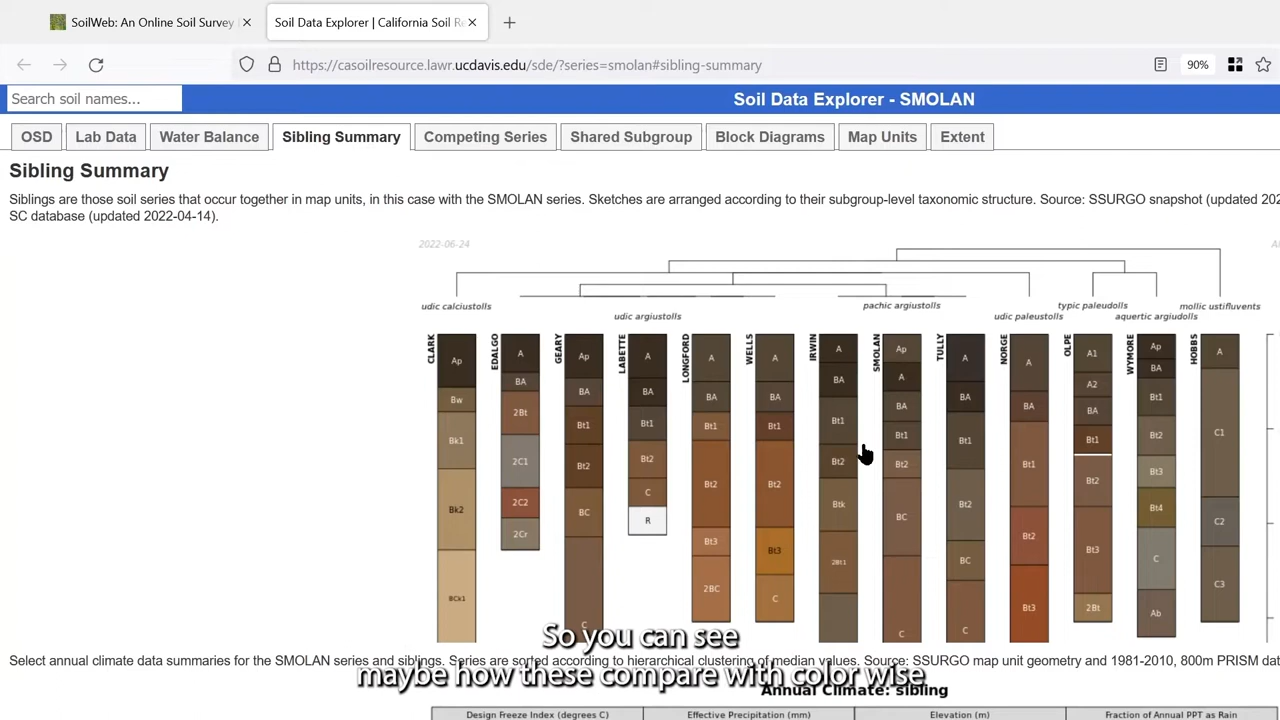 SoilWeb: An Online Soil Survey
Soil Data Explorer | California Soil Re
https://casoilresource.lawr.ucdavis.edu/sde/?series=smolan#sibling-summary
90%
Search soil names...
Soil Data Explorer - SMOLAN
OSD
Lab Data
Water Balance
Sibling Summary
Competing Series
Shared Subgroup
Block Diagrams
Map Units
Extent
Sibling Summary
Siblings are those soil series that occur together in map units, in this case with the SMOLAN series. Sketches are arranged according to their subgroup-level taxonomic structure. Source: SSURGO snapshot (updated 202
SC database (updated 2022-04-14).
2022-06-24
udic calciustolls
udic argiustolls
pachic argiustolls
udic paleustolls
typic paleudolls
aquertic argiudolls
mollic ustifluvents
CLARK
Ap
Bw
Bk1
Bk2
BCk1
EDALGO
A
BA
2Bt
2C1
2C2
2Cr
GEARY
Ap
BA
Bt1
Bt2
BC
C
LABETTE
A
BA
Bt1
Bt2
C
R
LONGFORD
A
BA
Bt1
Bt2
Bt3
2BC
WELLS
A
BA
Bt1
Bt2
Bt3
C
IRWIN
A
BA
Bt1
Bt2
Btk
2Bt1
SMOLAN
Ap
A
BA
Bt1
Bt2
BC
C
TULLY
A
BA
Bt1
Bt2
BC
C
NORGE
A
BA
Bt1
Bt2
Bt3
OLPE
A1
A2
BA
Bt1
Bt2
Bt3
2Bt
WYMORE
Ap
BA
Bt1
Bt2
Bt3
Bt4
C
Ab
HOBBS
A
C1
C2
C3
So you can see
maybe how these compare with color wise
Select annual climate data summaries for the SMOLAN series and siblings. Series are sorted according to hierarchical clustering of median values. Source: SSURGO map unit geometry and 1981-2010, 800m PRISM dat
Annual Climate: sibling
Design Freeze Index (degrees C)
Effective Precipitation (mm)
Elevation (m)
Fraction of Annual PPT as Rain